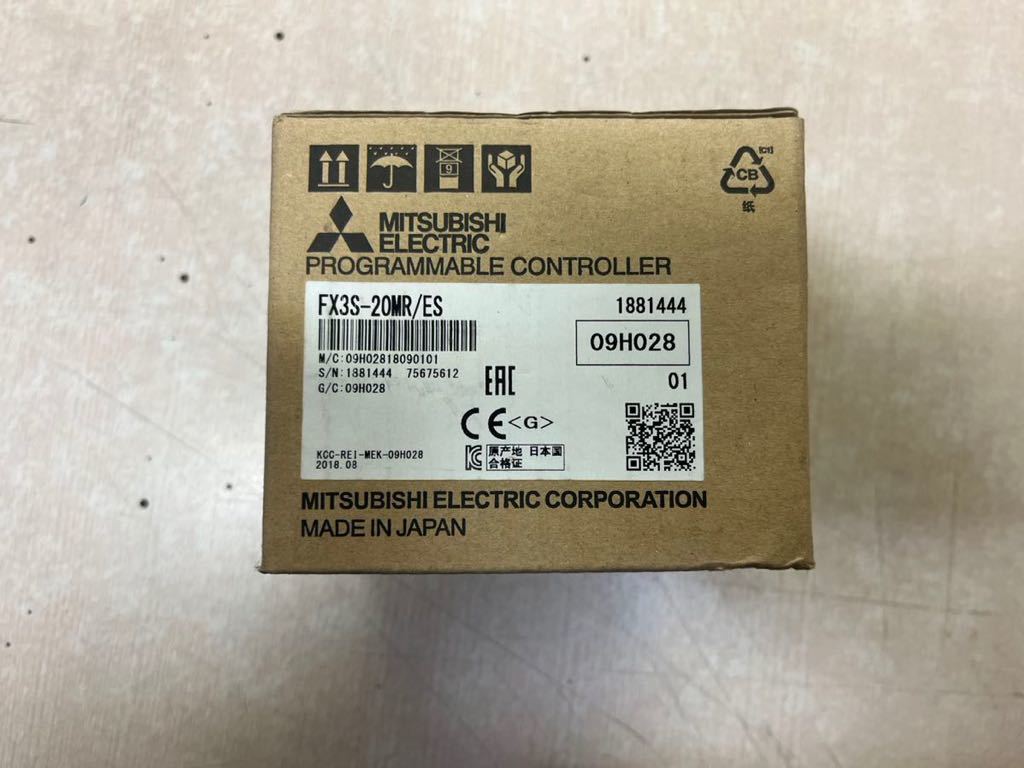 9
[C1]
CB
纸
MITSUBISHI
ELECTRIC
PROGRAMMABLE CONTROLLER
FX3S-20MR/ES
1881444
09H028
M/C:09H02818090101
S/N:1881444 75675612
G/C:09H028
EAC
01
CE<G>
KCC-REI-MEK-09H028
2018.08
原产地 日本国
合格证
MITSUBISHI ELECTRIC CORPORATION
MADE IN JAPAN